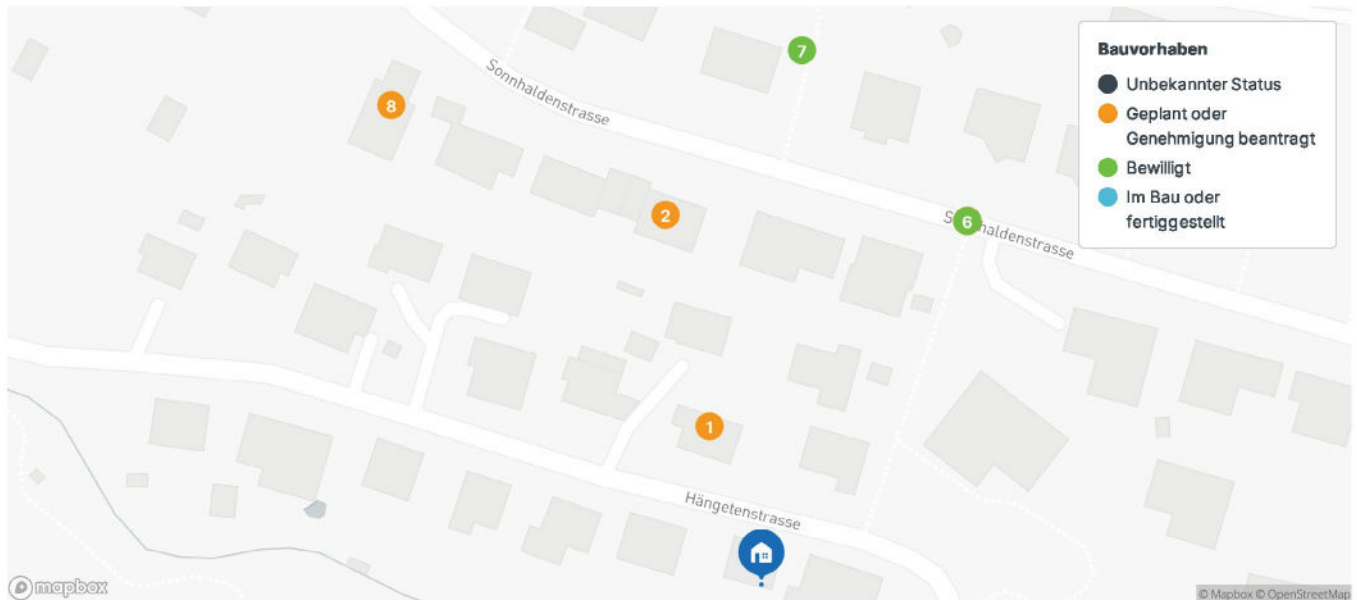 7
Bauvorhaben
Unbekannter Status
Geplant oder
Genehmigung beantragt
Bewilligt
Im Bau oder
fertiggestellt
Sonnhaldenstrasse
8
2
6
S haldenstrasse
1
Hängetenstrasse
mapbox
© Mapbox © OpenStreetMap